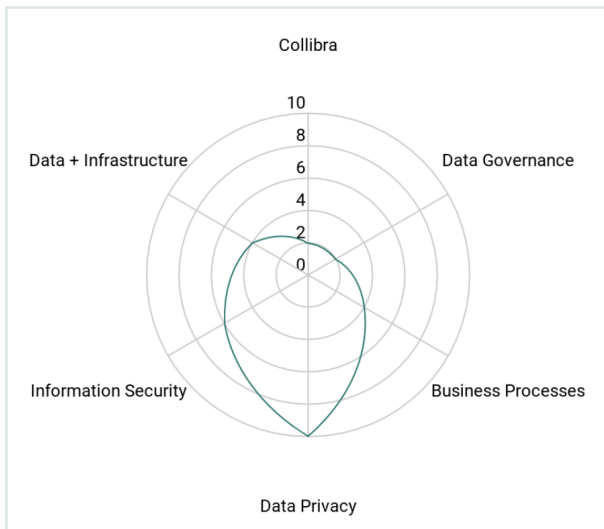 Collibra
10
8
6
4
2
0
Data + Infrastructure
Data Governance
Information Security
Business Processes
Data Privacy